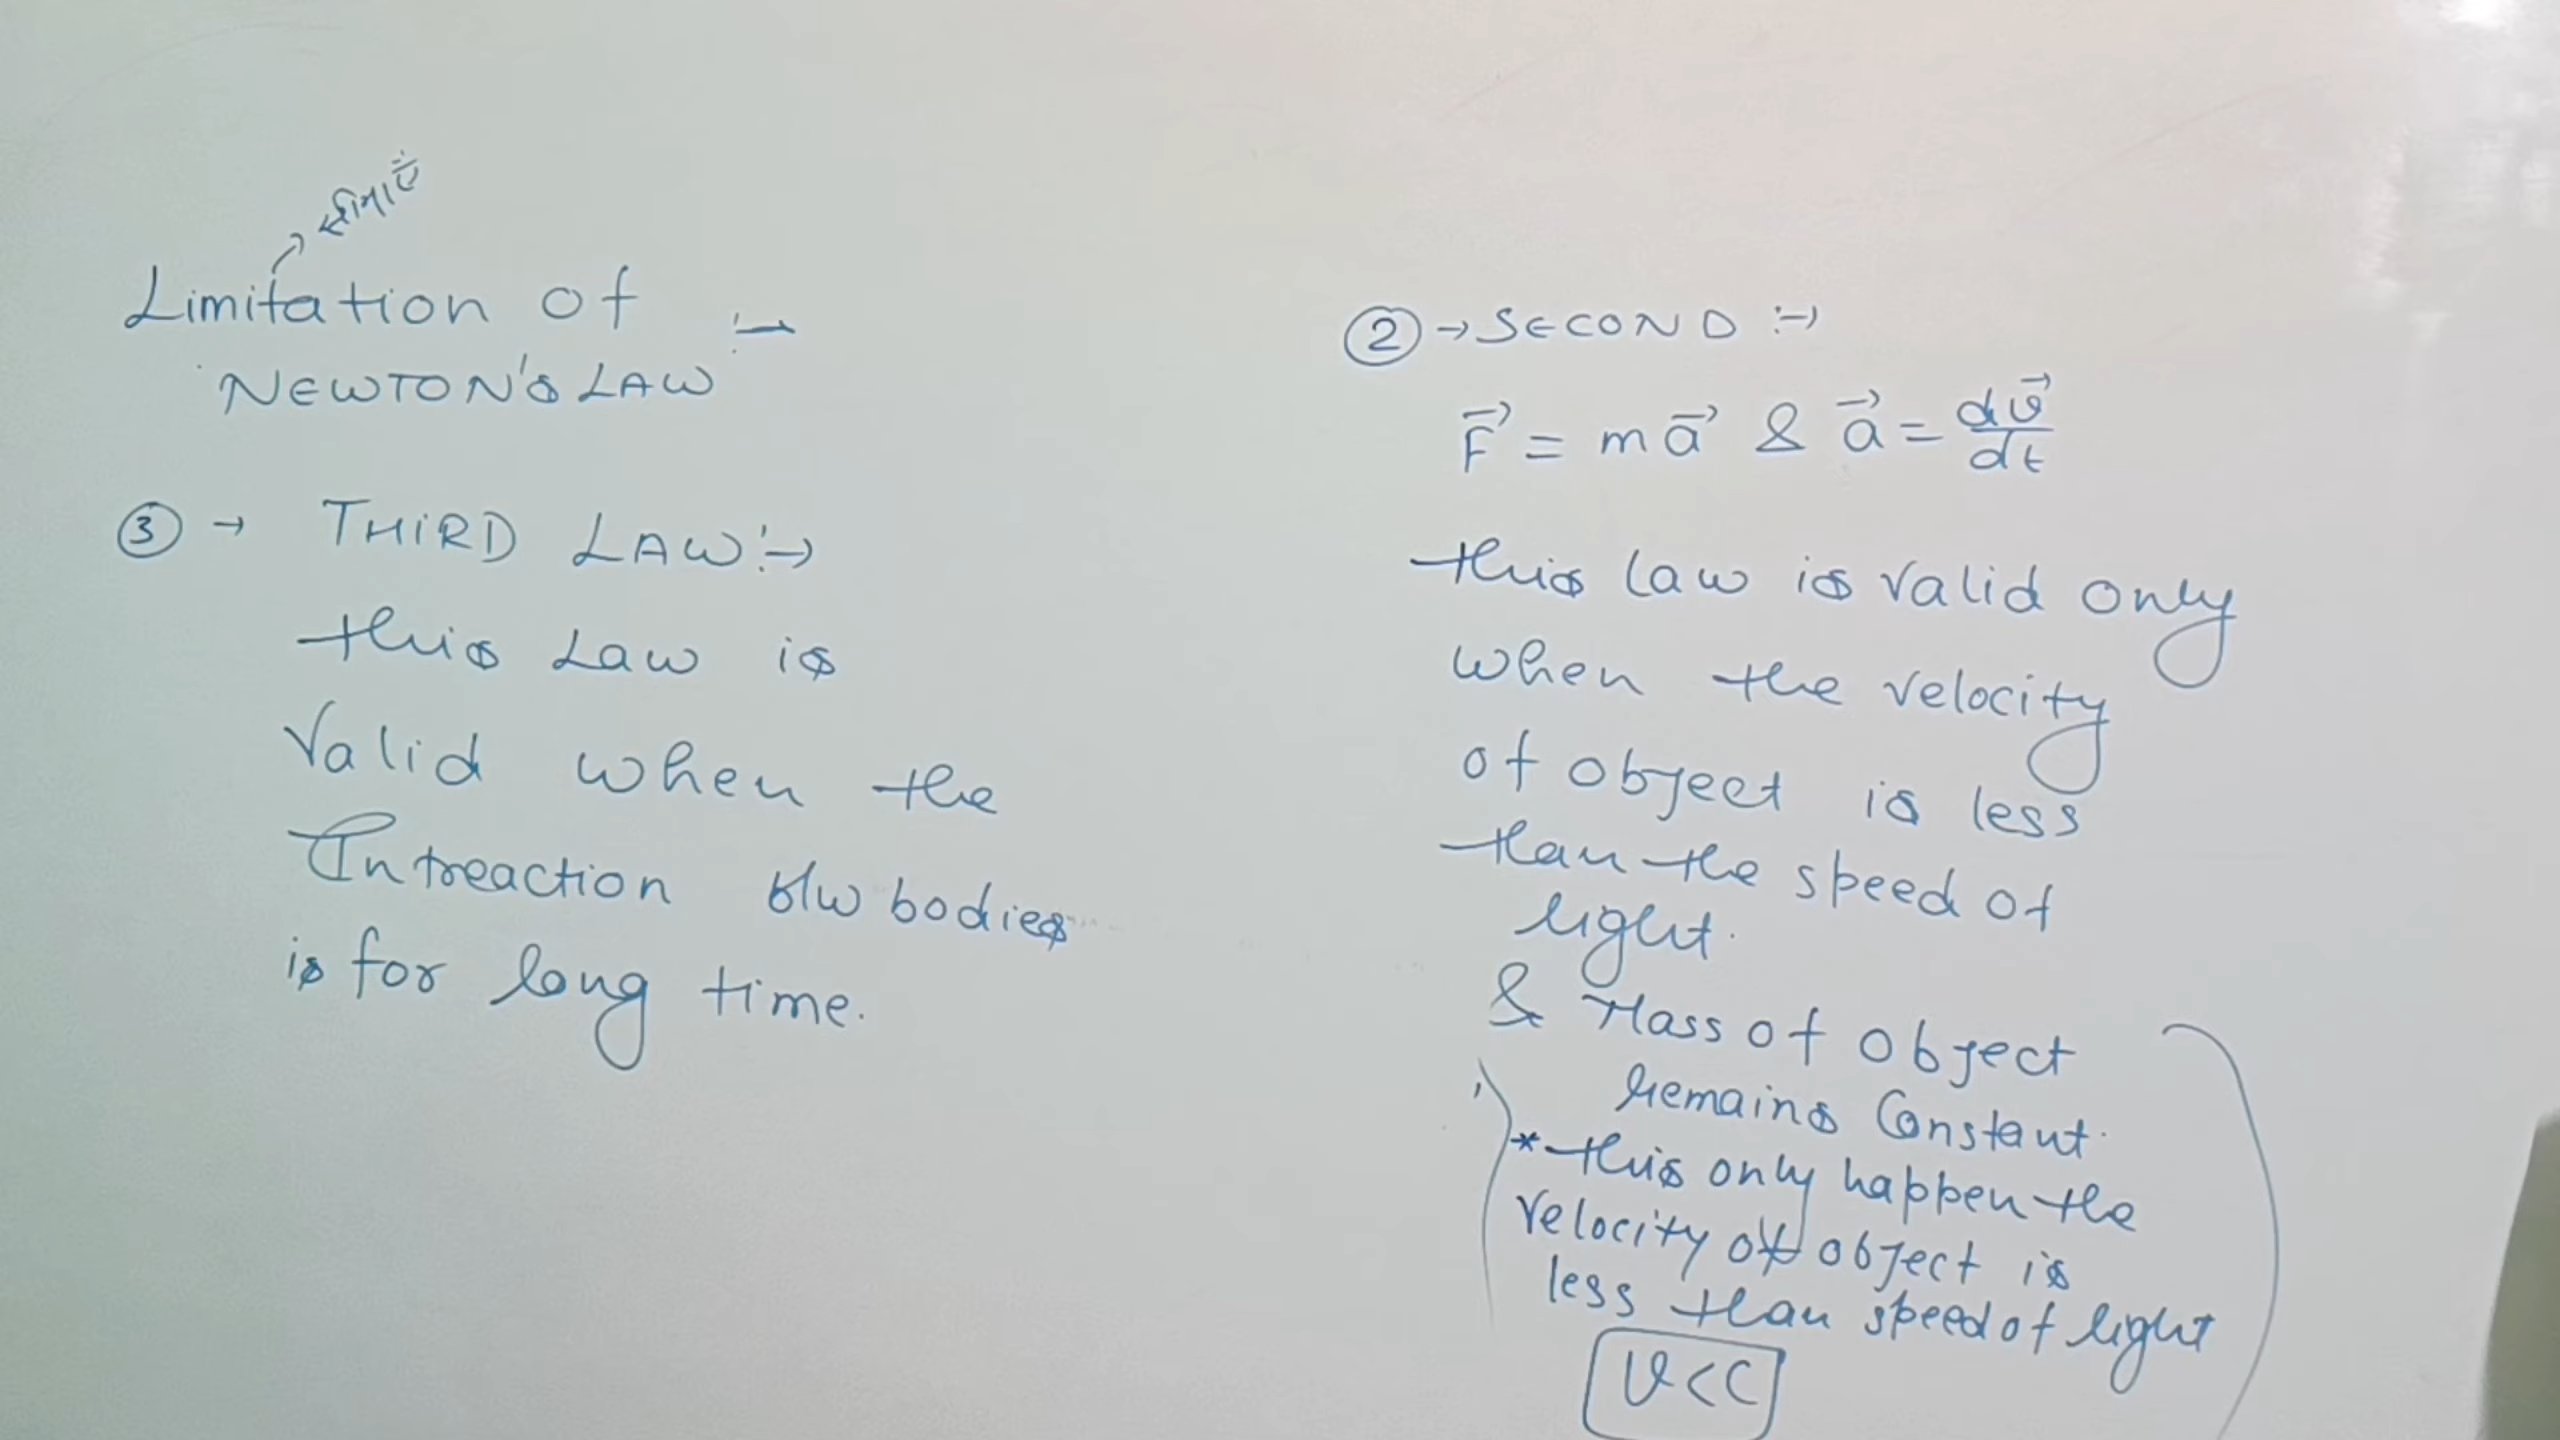 सीमाएँ
Limitation of :-
NEWTON's LAW
③ → THIRD LAW :→
this Law is
Valid when the
Intreaction b/w bodies
is for long time.
② → SECOND :→
F⃗ = m a⃗ & a⃗ = dv⃗/dt
this law is valid only
when the velocity
of object is less
than the speed of
light.
& Mass of object
remains Constant.
* this only happen the
velocity of object is
less than speed of light
v<c